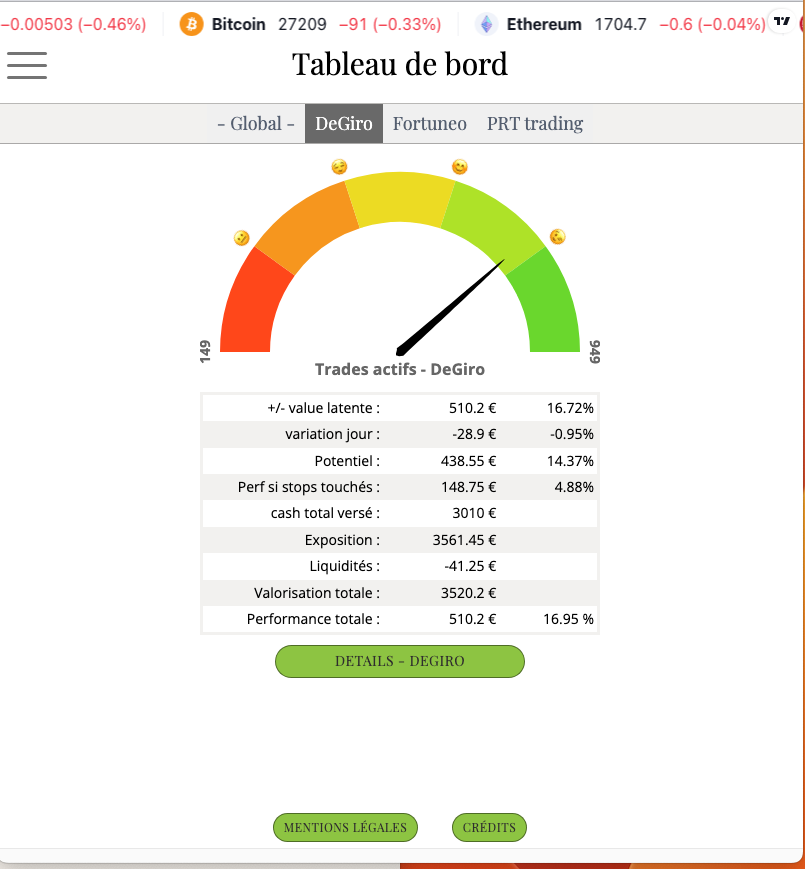 −0.00503 (−0.46%) Bitcoin 27209 −91 (−0.33%) Ethereum 1704.7 −0.6 (−0.04%)
Tableau de bord
- Global - DeGiro Fortuneo PRT trading
149 949
Trades actifs - DeGiro
+/- value latente : 510.2 € 16.72%
variation jour : -28.9 € -0.95%
Potentiel : 438.55 € 14.37%
Perf si stops touchés : 148.75 € 4.88%
cash total versé : 3010 €
Exposition : 3561.45 €
Liquidités : -41.25 €
Valorisation totale : 3520.2 €
Performance totale : 510.2 € 16.95 %
DETAILS - DEGIRO
MENTIONS LÉGALES CRÉDITS